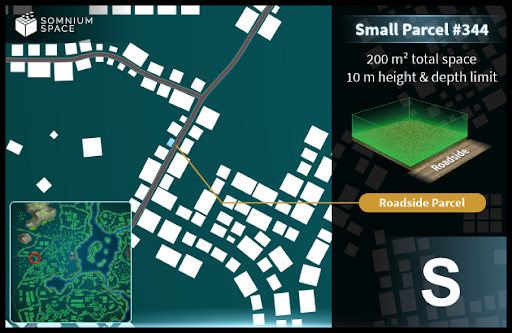 SOMNIUM
SPACE
Small Parcel #344
200 m² total space
10 m height & depth limit
Roadside
Roadside Parcel
S